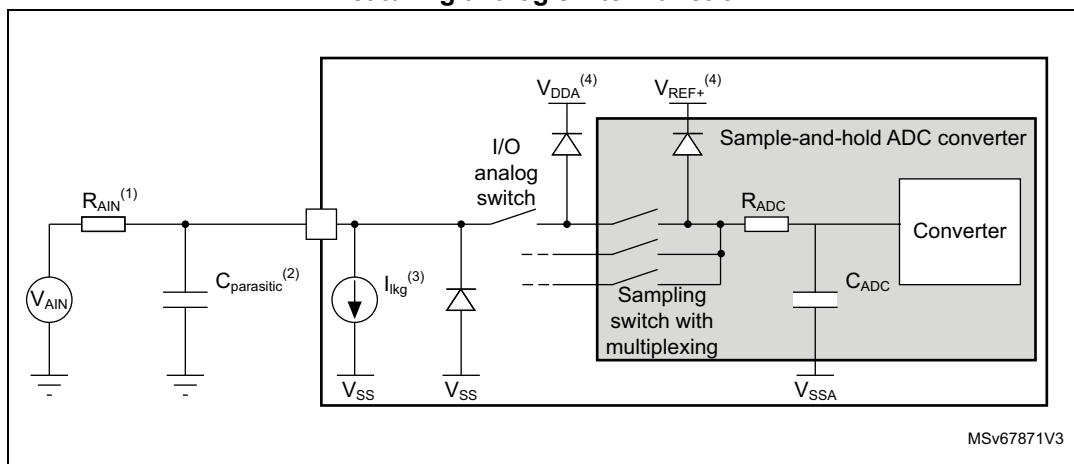 V_DDA^(4)
V_REF+^(4)
Sample-and-hold ADC converter
I/O
analog
switch
R_AIN^(1)
R_ADC
Converter
V_AIN
C_parasitic^(2)
I_lkg^(3)
C_ADC
Sampling
switch with
multiplexing
V_SS
V_SS
V_SSA
MSv67871V3